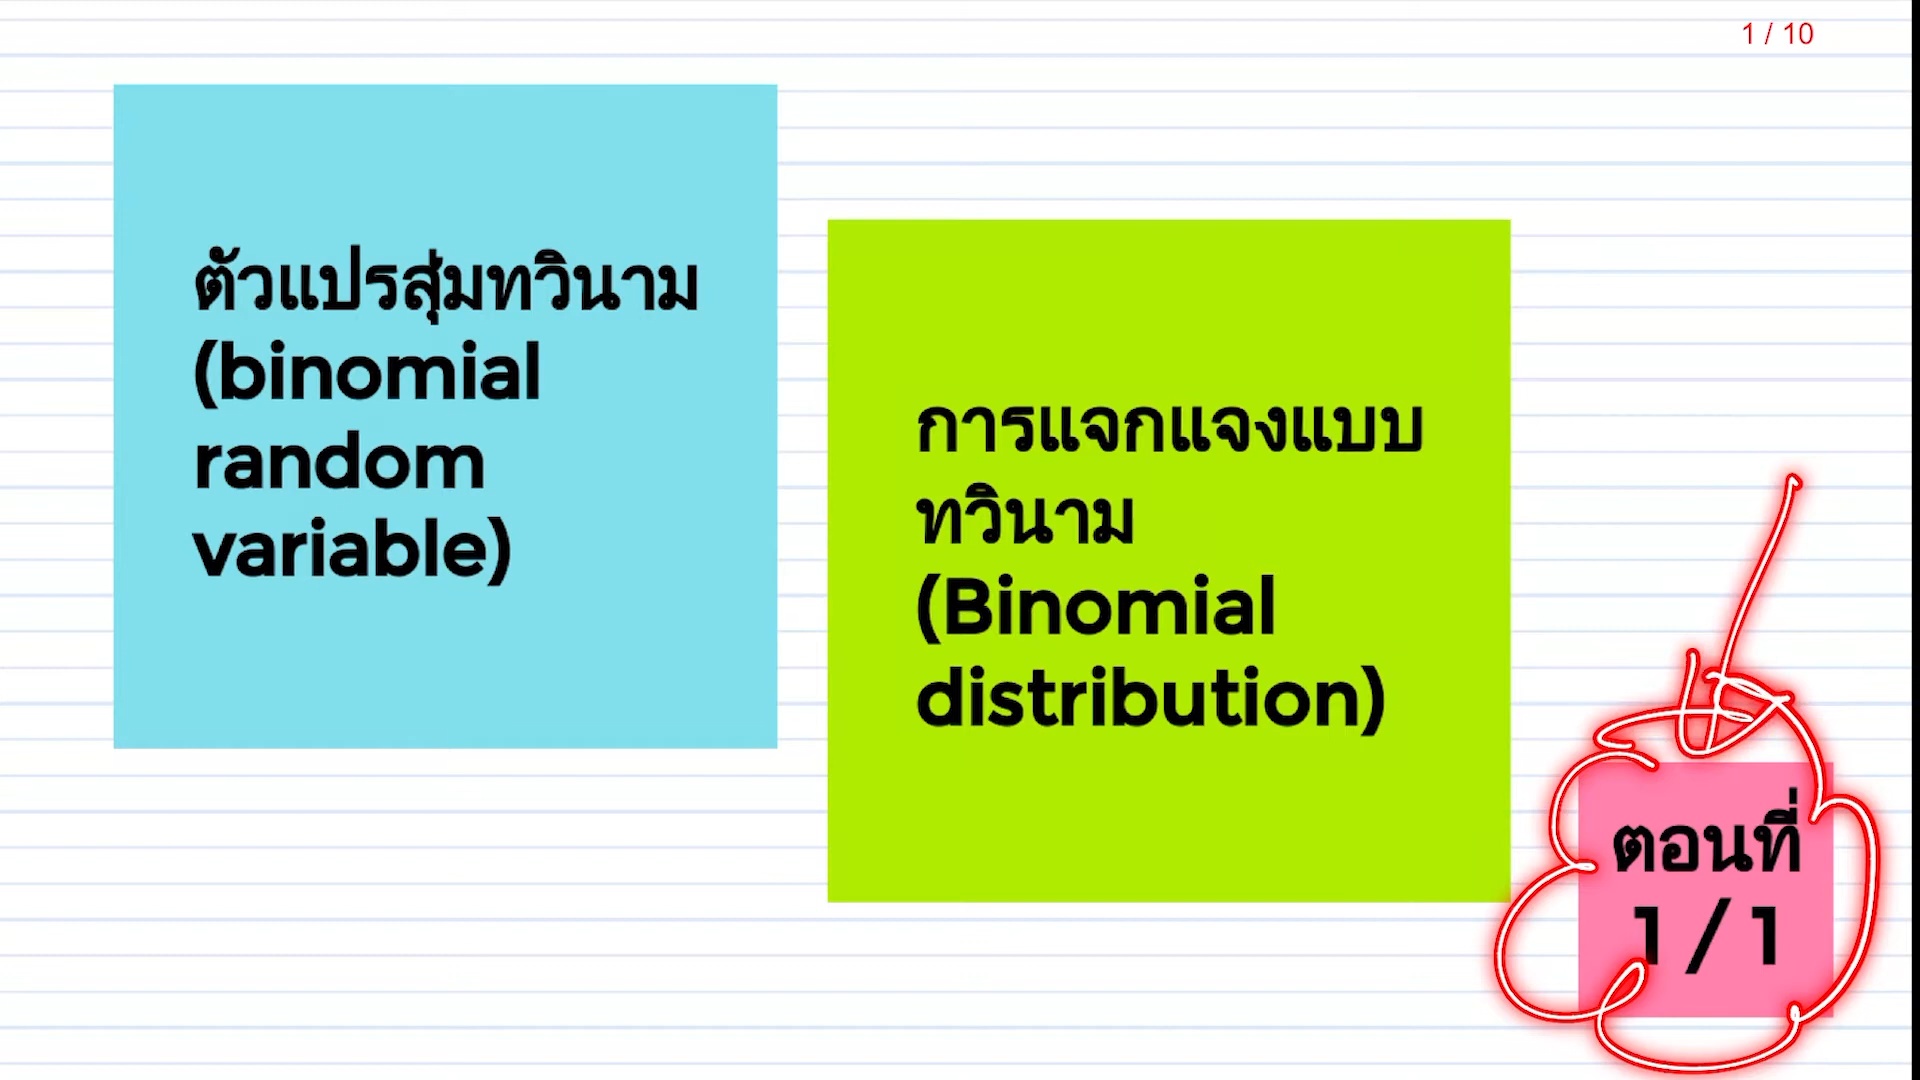 1 / 10
ตัวแปรสุ่มทวินาม
(binomial
random
variable)
การแจกแจงแบบ
ทวินาม
(Binomial
distribution)
ตอนที่
1 / 1